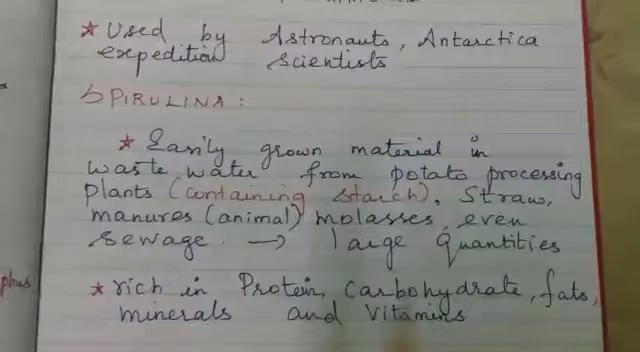 * Used by Astronauts, Antarctica
expedition scientists
SPIRULINA:
* Easily grown material in
waste water from potato processing
plants (containing starch), straw,
manures (animal) molasses, even
sewage. → large quantities
* rich in Protein, carbohydrate, fats,
minerals and vitamins
phus